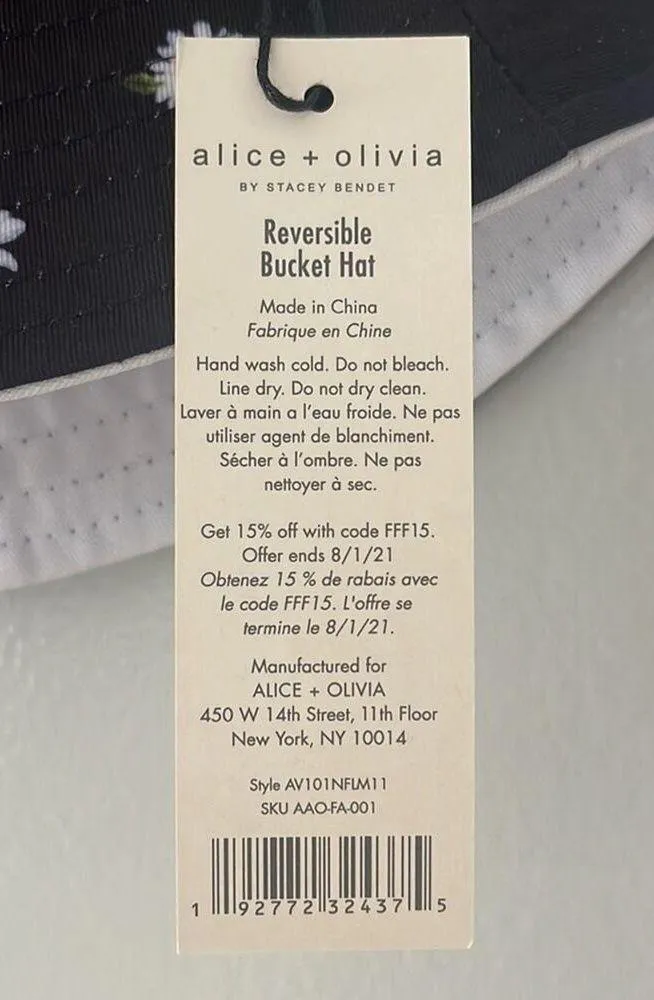 alice + olivia
BY STACEY BENDET
Reversible
Bucket Hat
Made in China
Fabrique en Chine
Hand wash cold. Do not bleach.
Line dry. Do not dry clean.
Laver à main a l'eau froide. Ne pas
utiliser agent de blanchiment.
Sécher à l'ombre. Ne pas
nettoyer à sec.
Get 15% off with code FFF15.
Offer ends 8/1/21
Obtenez 15 % de rabais avec
le code FFF15. L'offre se
termine le 8/1/21.
Manufactured for
ALICE + OLIVIA
450 W 14th Street, 11th Floor
New York, NY 10014
Style AV101NFLM11
SKU AAO-FA-001
1 92772 32437 5